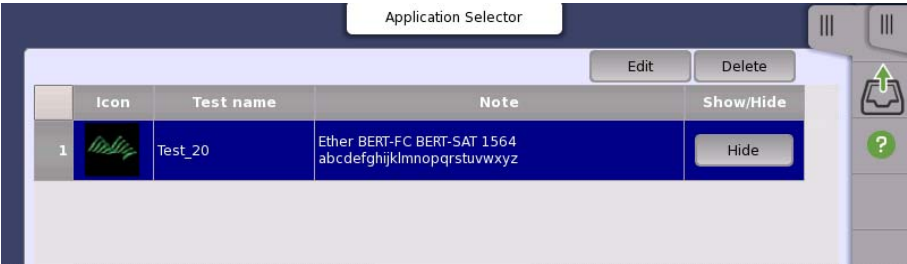 Application Selector
Edit
Delete
Icon
Test name
Note
Show/Hide
1
Test_20
Ether BERT-FC BERT-SAT 1564
abcdefghijklmnopqrstuvwxyz
Hide
?